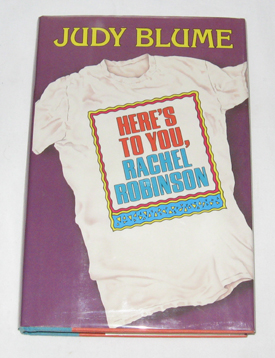 JUDY BLUME
HERE'S
TO YOU,
RACHEL
ROBINSON